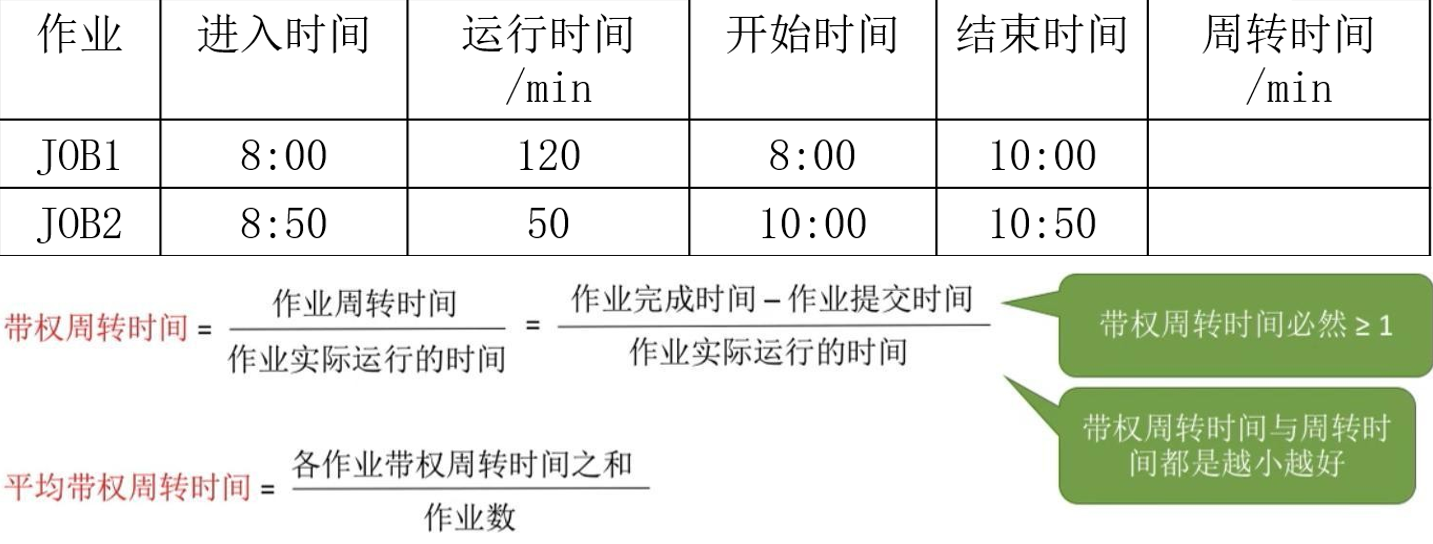 作业 进入时间 运行时间/min 开始时间 结束时间 周转时间/min
JOB1 8:00 120 8:00 10:00
JOB2 8:50 50 10:00 10:50
带权周转时间 = 作业周转时间 / 作业实际运行的时间 = 作业完成时间 – 作业提交时间 / 作业实际运行的时间
带权周转时间必然 ≥ 1
带权周转时间与周转时
间都是越小越好
平均带权周转时间 = 各作业带权周转时间之和 / 作业数